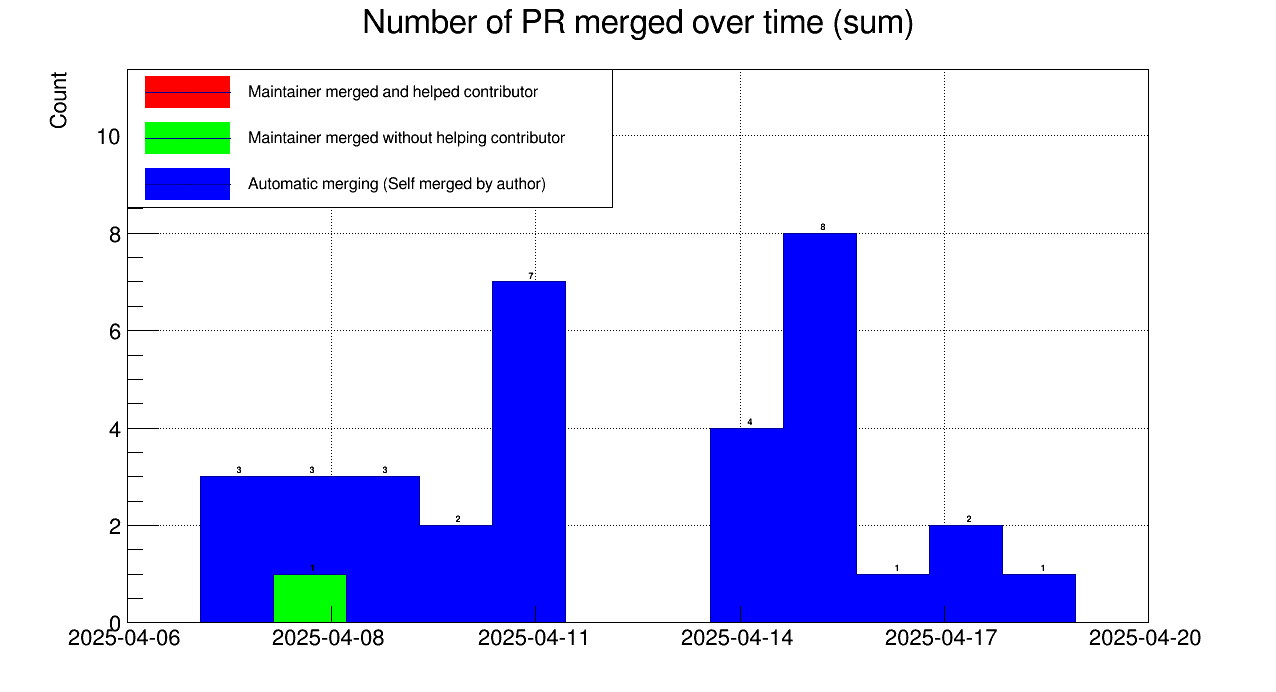 Number of PR merged over time (sum)
Count
Maintainer merged and helped contributor
Maintainer merged without helping contributor
Automatic merging (Self merged by author)
10
8
6
4
2
0
8
7
4
3 3 3
2
2
1
1
1
2025-04-06 2025-04-08 2025-04-11 2025-04-14 2025-04-17 2025-04-20